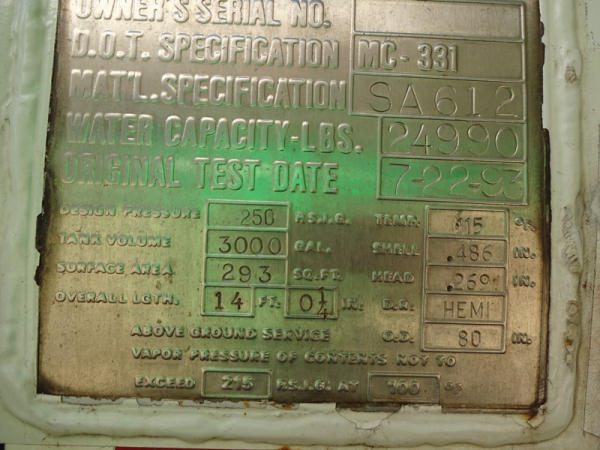 OWNER'S SERIAL NO.
D.O.T. SPECIFICATION MC-331
MAT'L. SPECIFICATION SA612
WATER CAPACITY-LBS. 24990
ORIGINAL TEST DATE 7-22-93
DESIGN PRESSURE 250 P.S.I.G. TEMP. 115 °F.
TANK VOLUME 3000 GAL. SHELL .486 IN.
SURFACE AREA 293 SQ.FT. HEAD IN.
OVERALL LGTH. 14 FT. 0 1/4 IN. D.R. HEMI
ABOVE GROUND SERVICE O.D. 80 IN.
VAPOR PRESSURE OF CONTENTS NOT TO
EXCEED 215 P.S.I.G. AT 100 °F